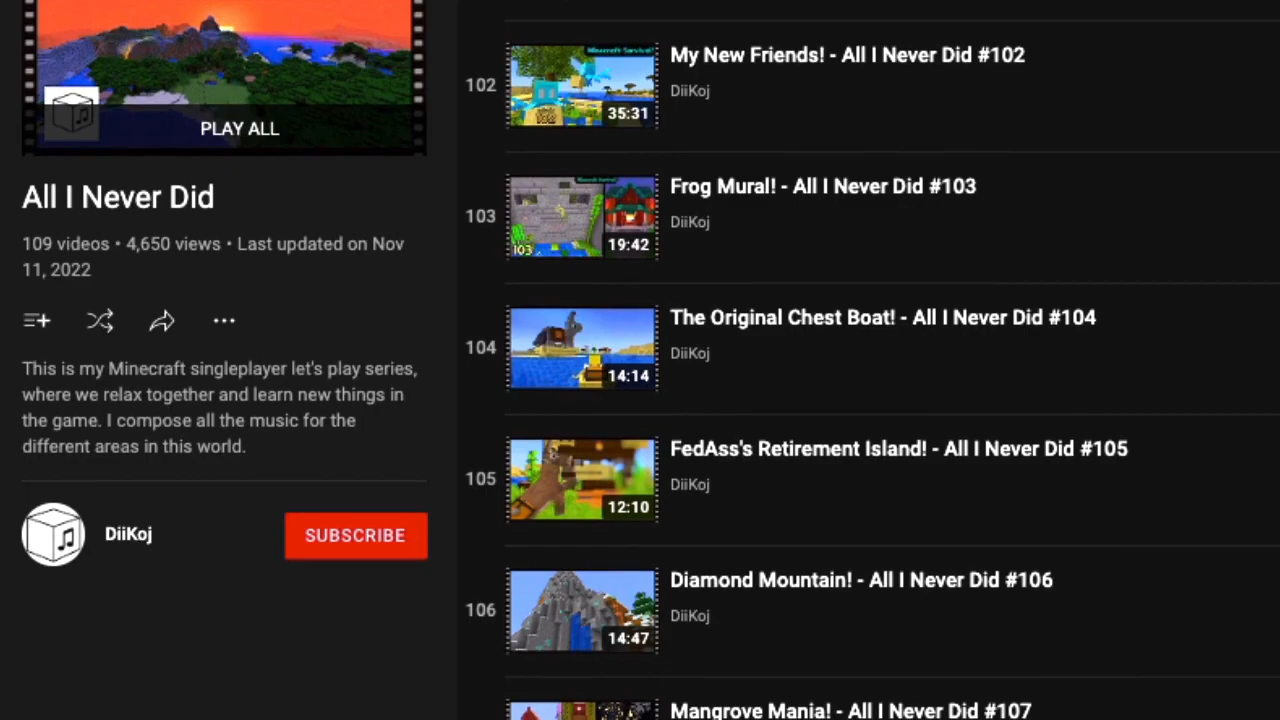 PLAY ALL
All I Never Did
109 videos • 4,650 views • Last updated on Nov
11, 2022
This is my Minecraft singleplayer let's play series,
where we relax together and learn new things in
the game. I compose all the music for the
different areas in this world.
DiiKoj
SUBSCRIBE
102
Minecraft Survival!
35:31
My New Friends! - All I Never Did #102
DiiKoj
103
103
19:42
Frog Mural! - All I Never Did #103
DiiKoj
104
14:14
The Original Chest Boat! - All I Never Did #104
DiiKoj
105
12:10
FedAss's Retirement Island! - All I Never Did #105
DiiKoj
106
14:47
Diamond Mountain! - All I Never Did #106
DiiKoj
Mangrove Mania! - All I Never Did #107